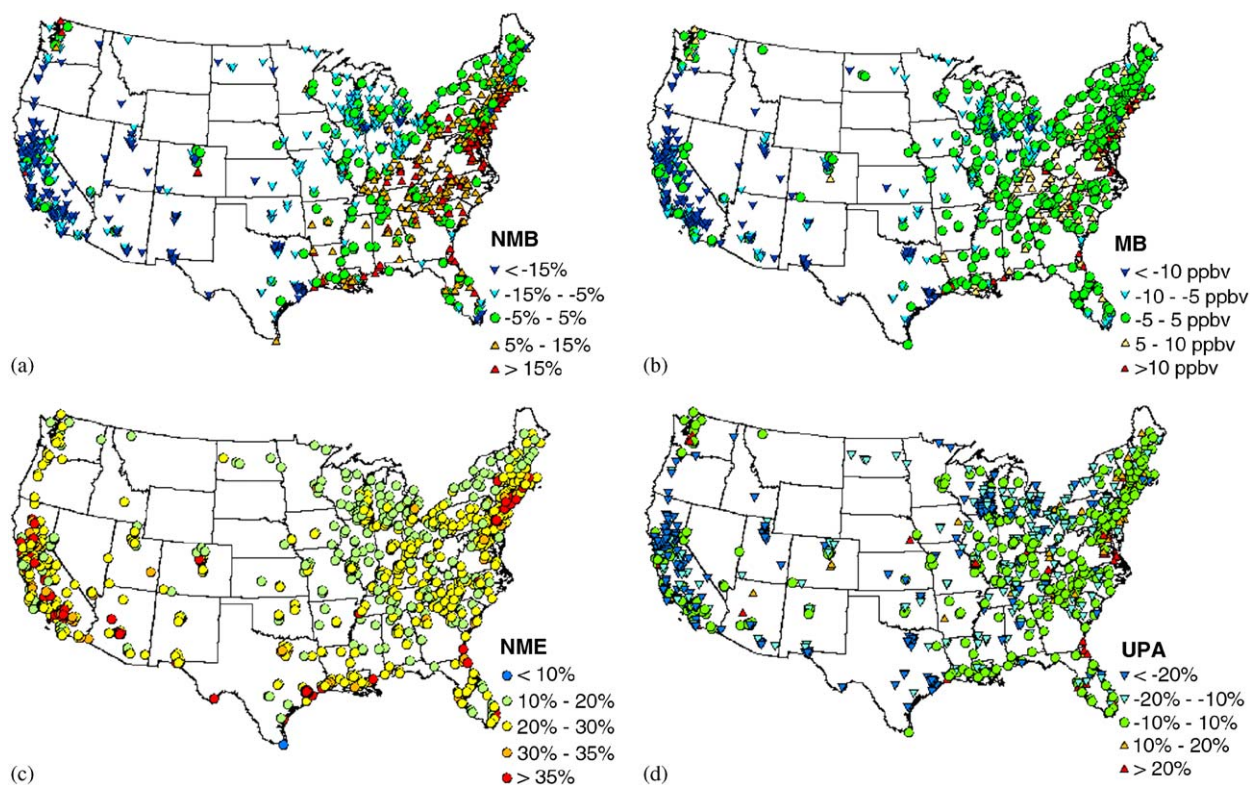 NMB
< -15%
-15% - -5%
-5% - 5%
5% - 15%
> 15%
(a)
MB
< -10 ppbv
-10 - -5 ppbv
-5 - 5 ppbv
5 - 10 ppbv
>10 ppbv
(b)
NME
< 10%
10% - 20%
20% - 30%
30% - 35%
> 35%
(c)
UPA
< -20%
-20% - -10%
-10% - 10%
10% - 20%
> 20%
(d)